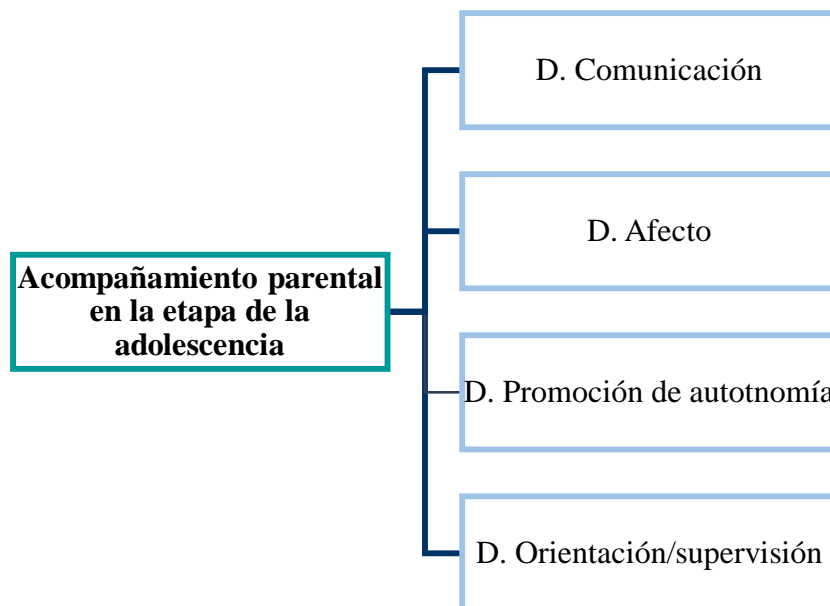 D. Comunicación
D. Afecto
Acompañamiento parental
en la etapa de la
adolescencia
D. Promoción de autotnomía
D. Orientación/supervisión